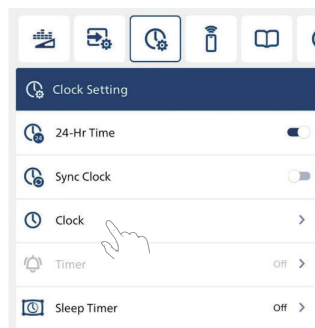 Clock Setting
24-Hr Time
Sync Clock
Clock
Timer Off
Sleep Timer Off